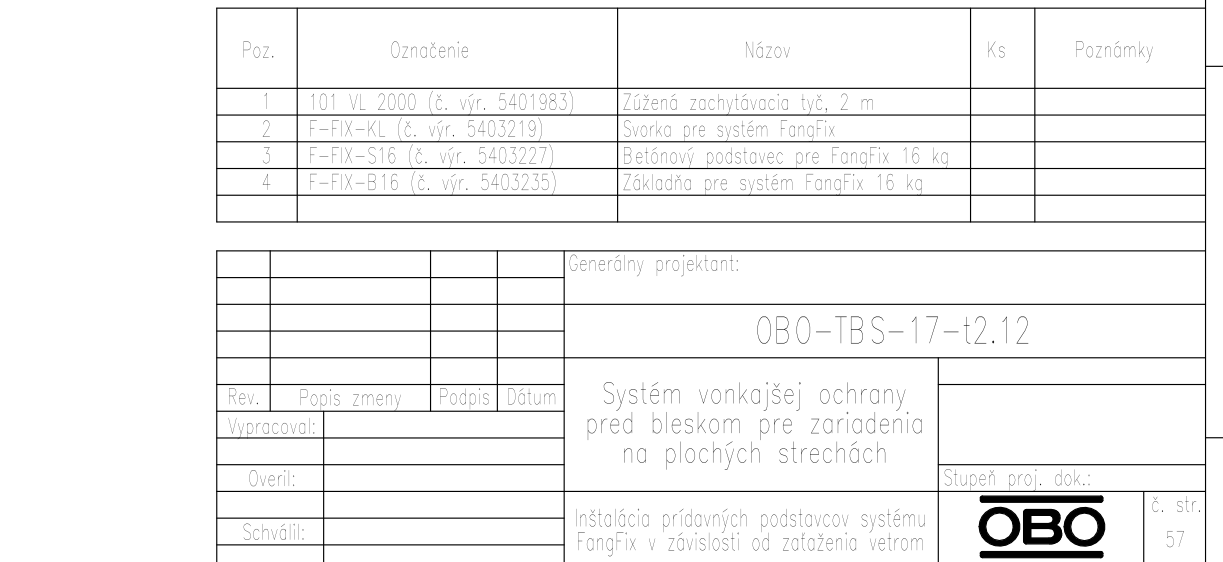 Poz. Označenie Názov Ks Poznámky
1 101 VL 2000 (č. výr. 5401983) Zúžená zachytávacia tyč, 2 m
2 F-FIX-KL (č. výr. 5403219) Svorka pre systém FangFix
3 F-FIX-S16 (č. výr. 5403227) Betónový podstavec pre FangFix 16 kg
4 F-FIX-B16 (č. výr. 5403235) Základňa pre systém FangFix 16 kg
Generálny projektant:
OBO-TBS-17-t2.12
Rev. Popis zmeny Podpis Dátum
Vypracoval:
Overil:
Schválil:
Systém vonkajšej ochrany
pred bleskom pre zariadenia
na plochých strechách
Stupeň proj. dok.:
Inštalácia prídavných podstavcov systému
FangFix v závislosti od zaťaženia vetrom
OBO
č. str.
57